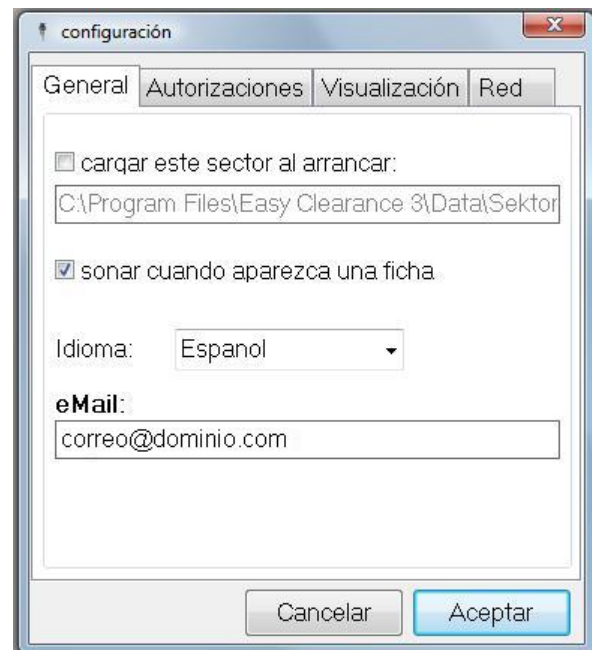 configuración
General Autorizaciones Visualización Red
cargar este sector al arrancar:
C:\Program Files\Easy Clearance 3\Data\Sektor
sonar cuando aparezca una ficha
Idioma: Espanol
eMail:
correo@dominio.com
Cancelar Aceptar